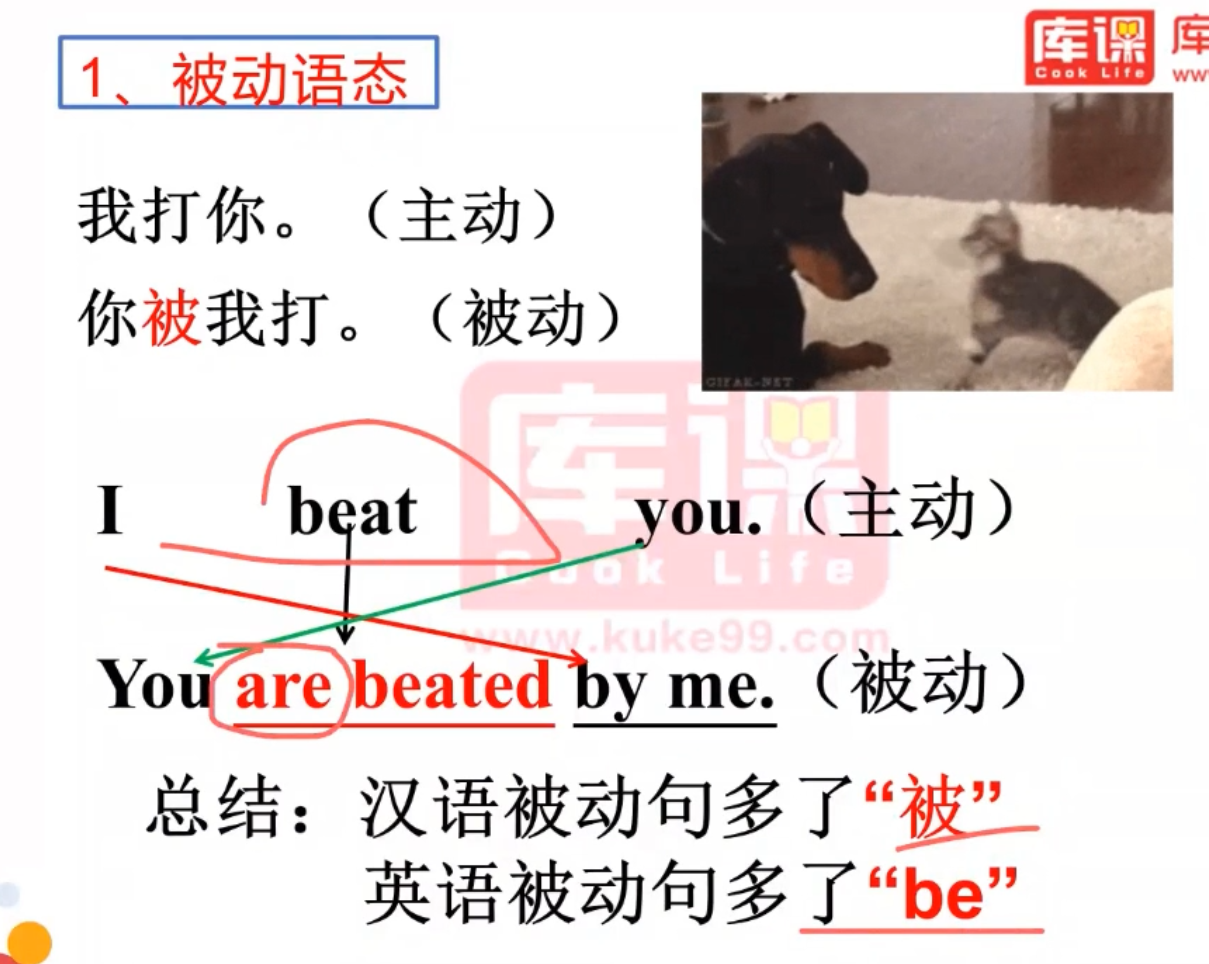 库课 库
Cook Life ww
1、被动语态
我打你。（主动）
你被我打。（被动）
GIFAK-NET
库课
I beat you.（主动）
Cook Life
www.kuke99.com
You are beated by me.（被动）
总结：汉语被动句多了“被”
英语被动句多了“be”